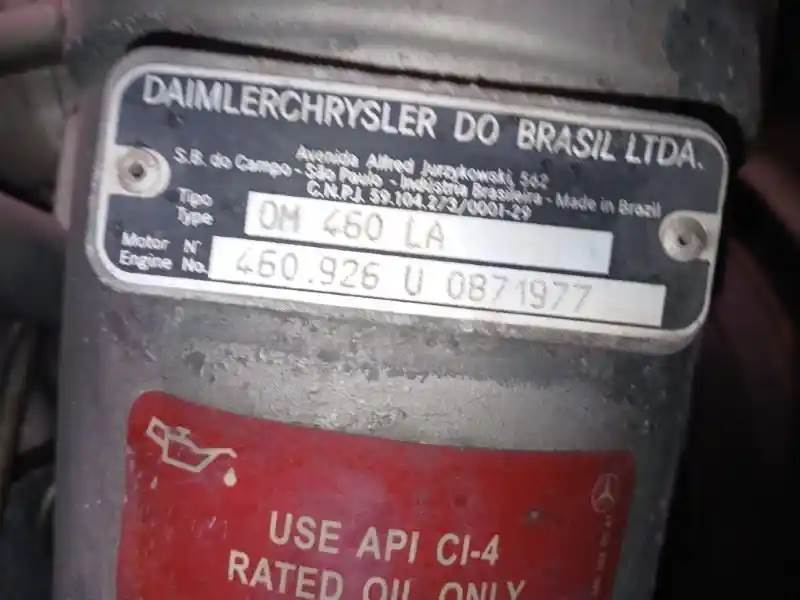 DAIMLERCHRYSLER DO BRASIL LTDA.
Avenida Alfred Jurzykowski, 562
S.B. do Campo - São Paulo - Indústria Brasileira - Made in Brazil
C.N.P.J. 59.104.273/0001-29
Tipo
Type OM 460 LA
Motor N°
Engine No. 460.926 U 0871977
USE API CI-4
RATED OIL ONLY